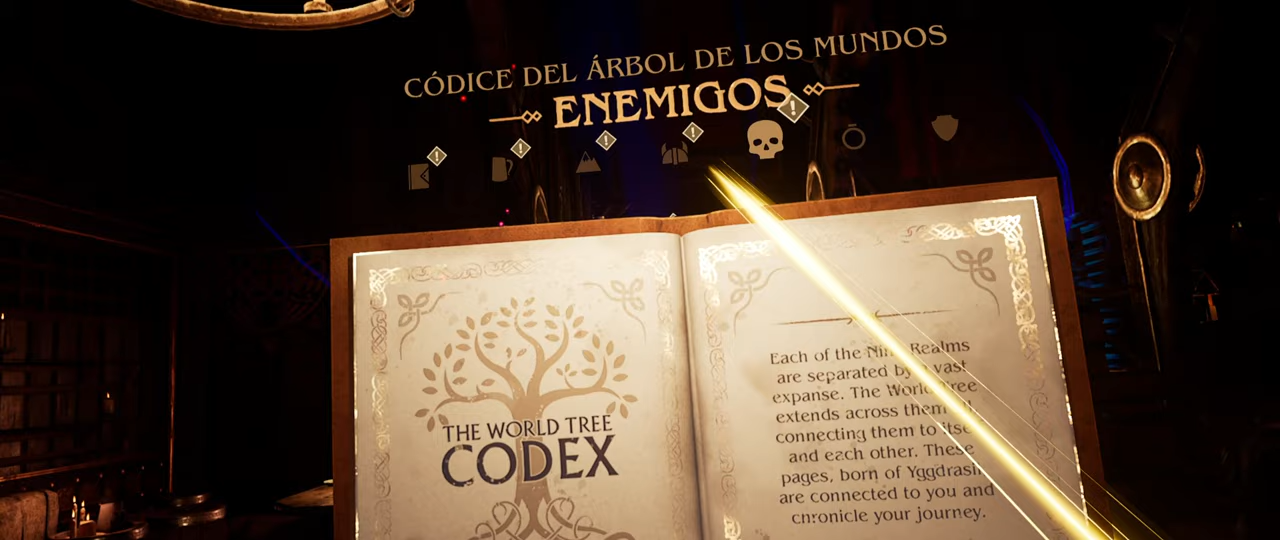 CÓDICE DEL ÁRBOL DE LOS MUNDOS
ENEMIGOS
THE WORLD TREE
CODEX
Each of the Nine Realms
are separated by a vast
expanse. The World Tree
extends across them all
connecting them to itself
and each other. These
pages, born of Yggdrasil
are connected to you and
chronicle your journey.